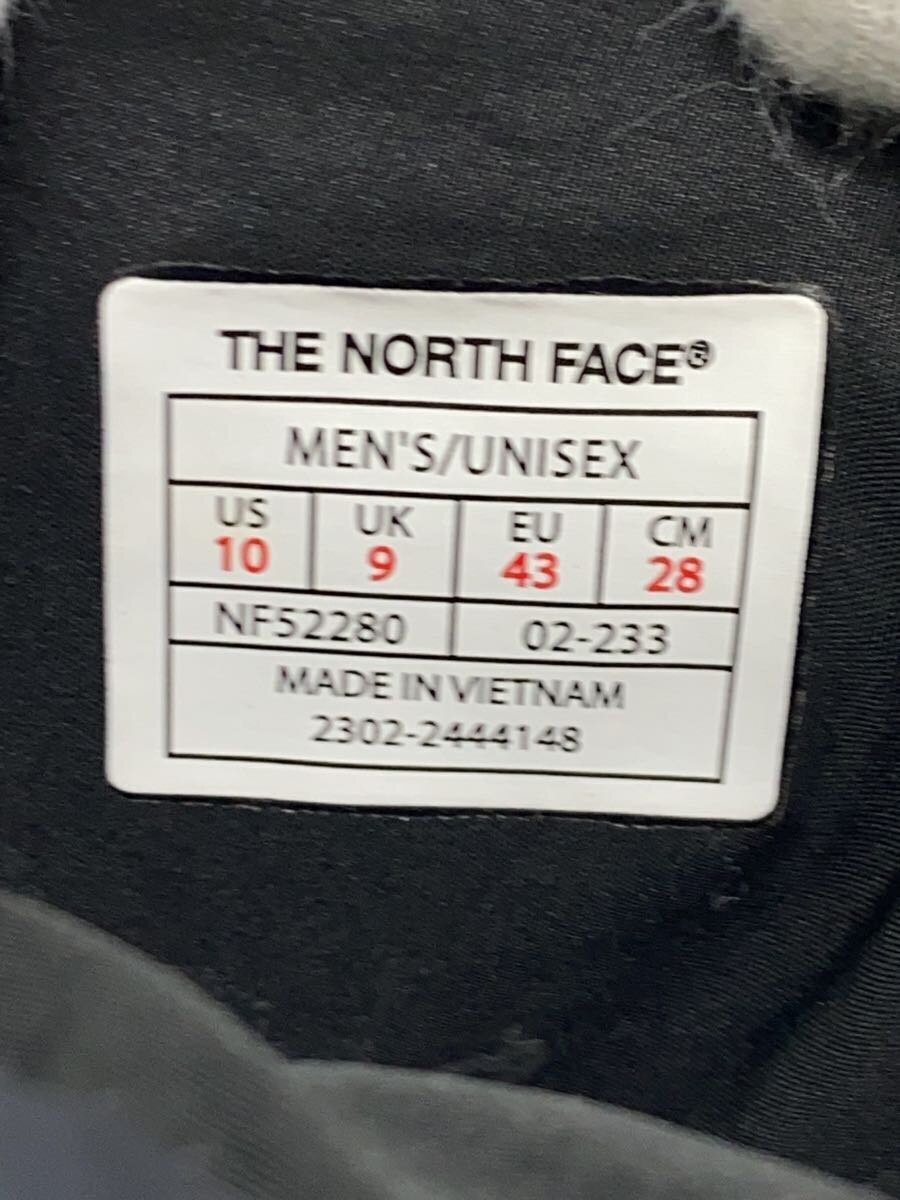 THE NORTH FACE®
MEN'S/UNISEX
US UK EU CM
10 9 43 28
NF52280 02-233
MADE IN VIETNAM
2302-2444148